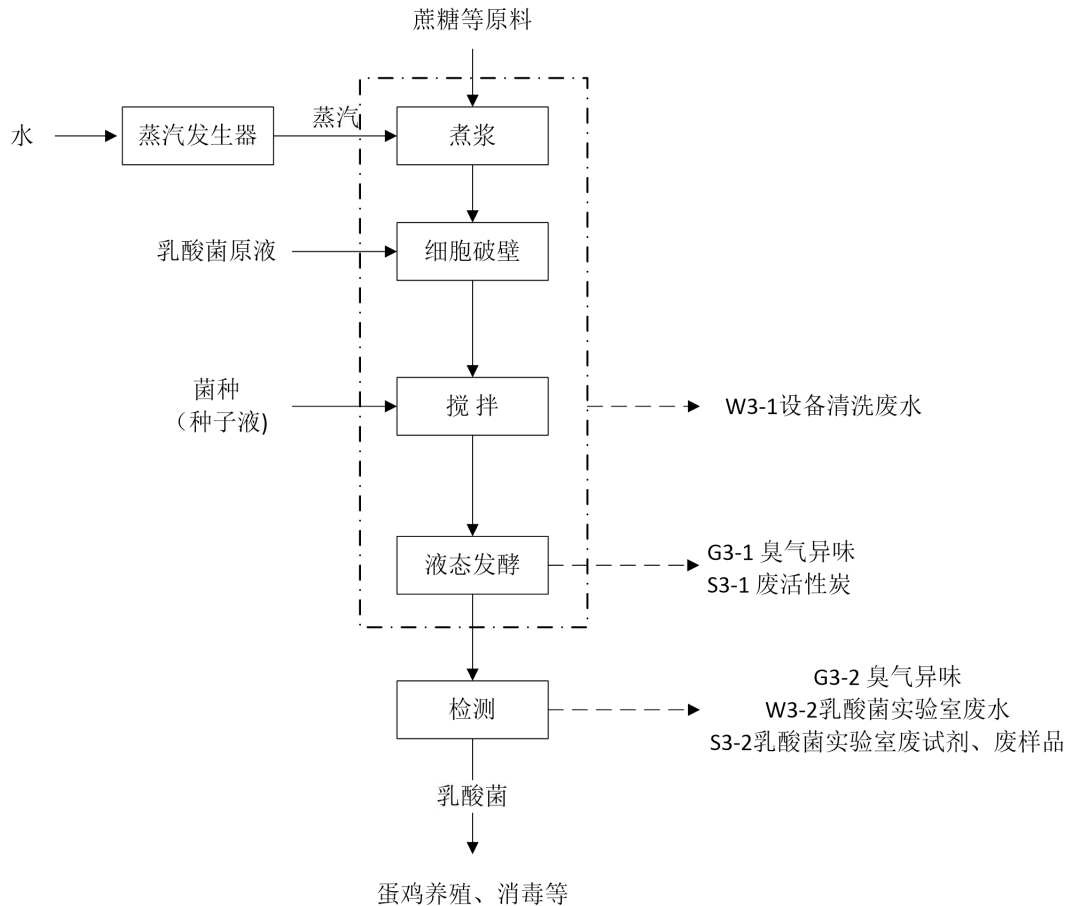 蔗糖等原料
水
蒸汽发生器
蒸汽
煮浆
乳酸菌原液
细胞破壁
菌种
（种子液)
搅 拌
W3-1设备清洗废水
液态发酵
G3-1 臭气异味
S3-1 废活性炭
检测
G3-2 臭气异味
W3-2乳酸菌实验室废水
S3-2乳酸菌实验室废试剂、废样品
乳酸菌
蛋鸡养殖、消毒等